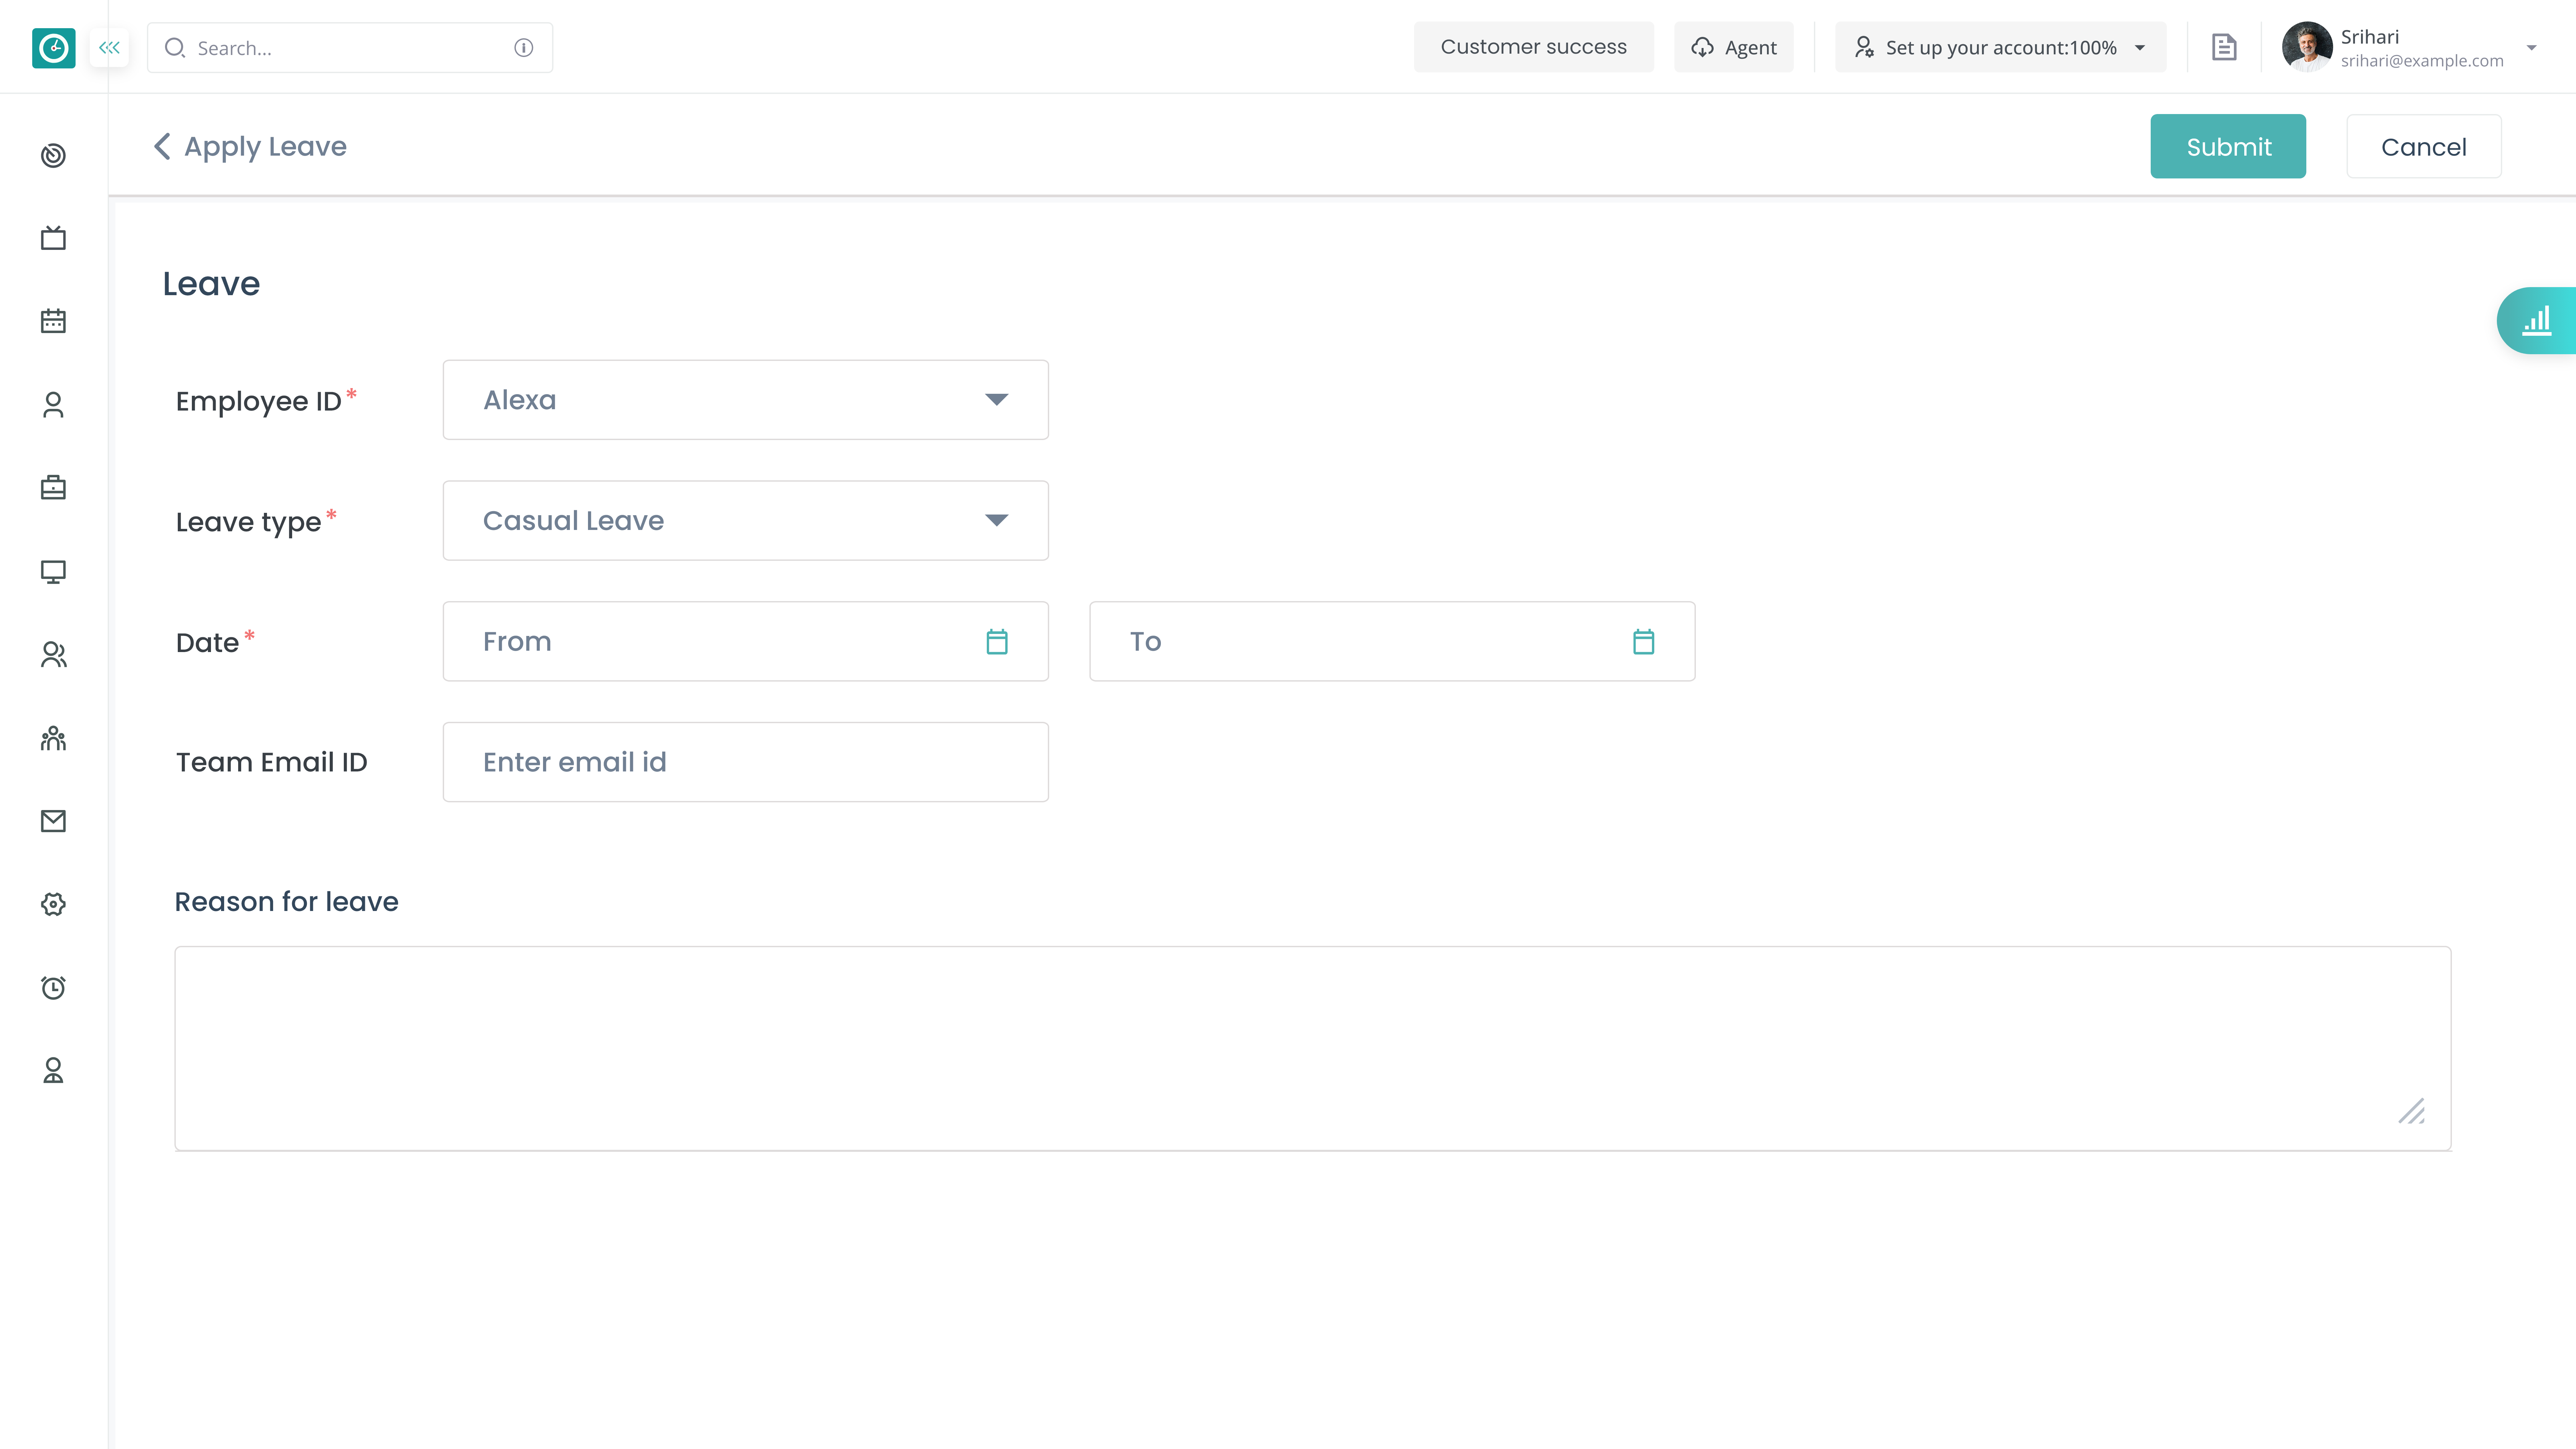 Search...
Customer success
Agent
Set up your account:100%
Srihari
srihari@example.com
Apply Leave
Submit
Cancel
Leave
Employee ID*
Alexa
Leave type*
Casual Leave
Date*
From
To
Team Email ID
Enter email id
Reason for leave